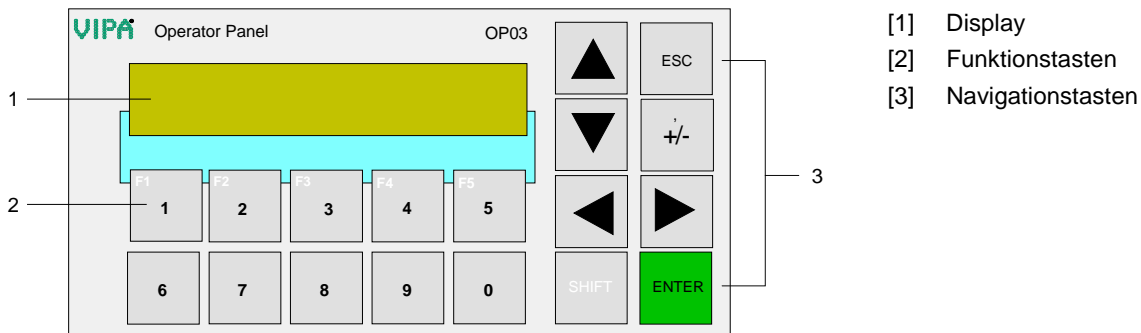 VIPA Operator Panel OP03
ESC
[1] Display
[2] Funktionstasten
[3] Navigationstasten
1
,
+/-
F1 F2 F3 F4 F5
1 2 3 4 5
2
3
6 7 8 9 0
SHIFT ENTER